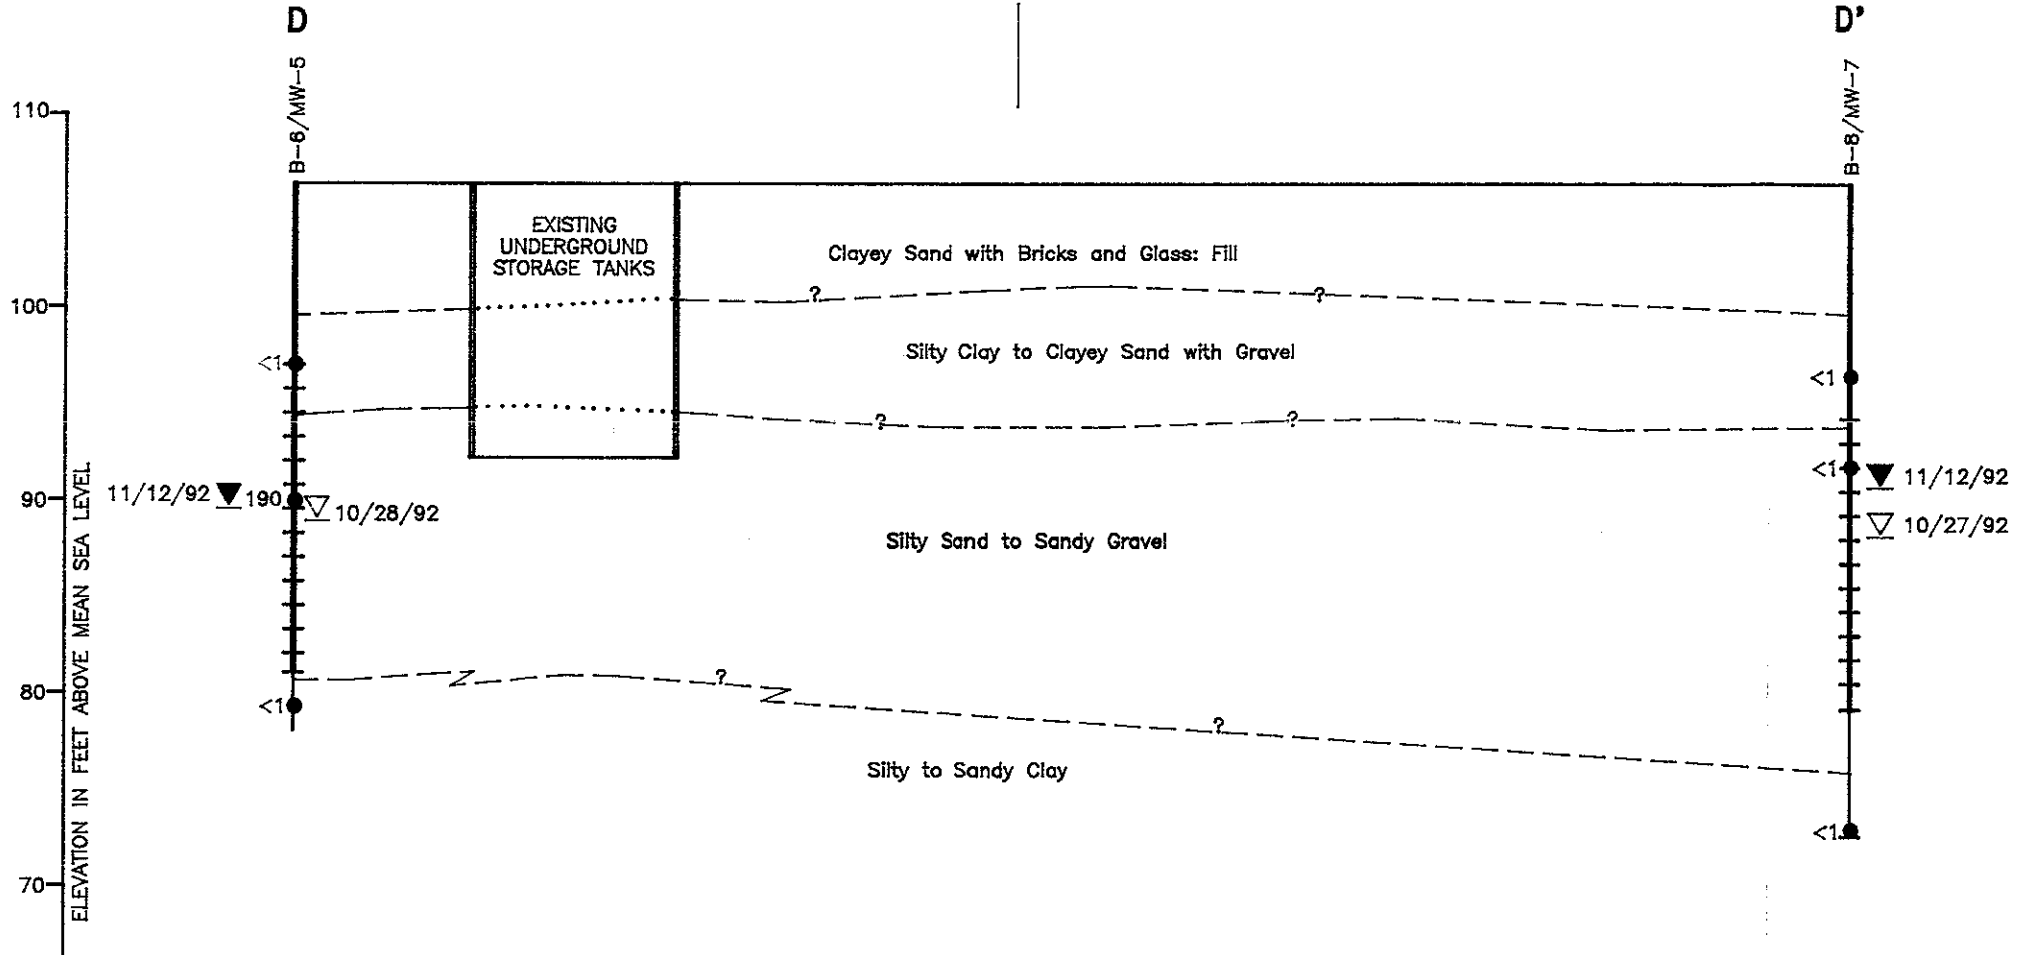 D
D'
B-6/MW-5
B-8/MW-7
110
EXISTING
UNDERGROUND
STORAGE TANKS
Clayey Sand with Bricks and Glass: Fill
?
?
100
Silty Clay to Clayey Sand with Gravel
<1
<1
?
?
<1
11/12/92
90
11/12/92
190
10/28/92
10/27/92
Silty Sand to Sandy Gravel
ELEVATION IN FEET ABOVE MEAN SEA LEVEL
?
80
<1
?
Silty to Sandy Clay
<1
70